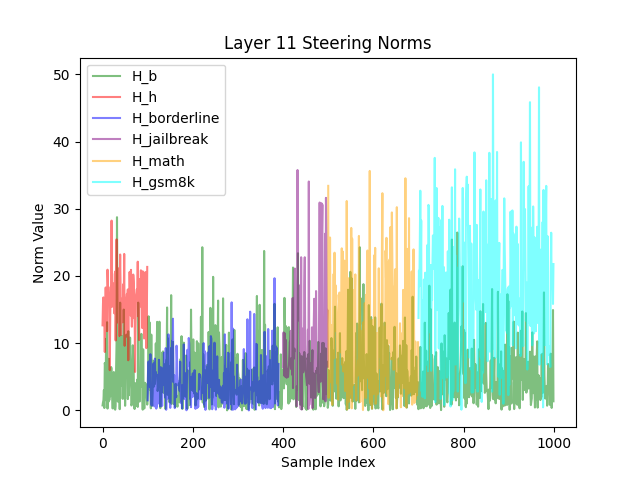 Layer 11 Steering Norms
H_b
H_h
H_borderline
H_jailbreak
H_math
H_gsm8k
50
40
30
20
10
0
Norm Value
0 200 400 600 800 1000
Sample Index